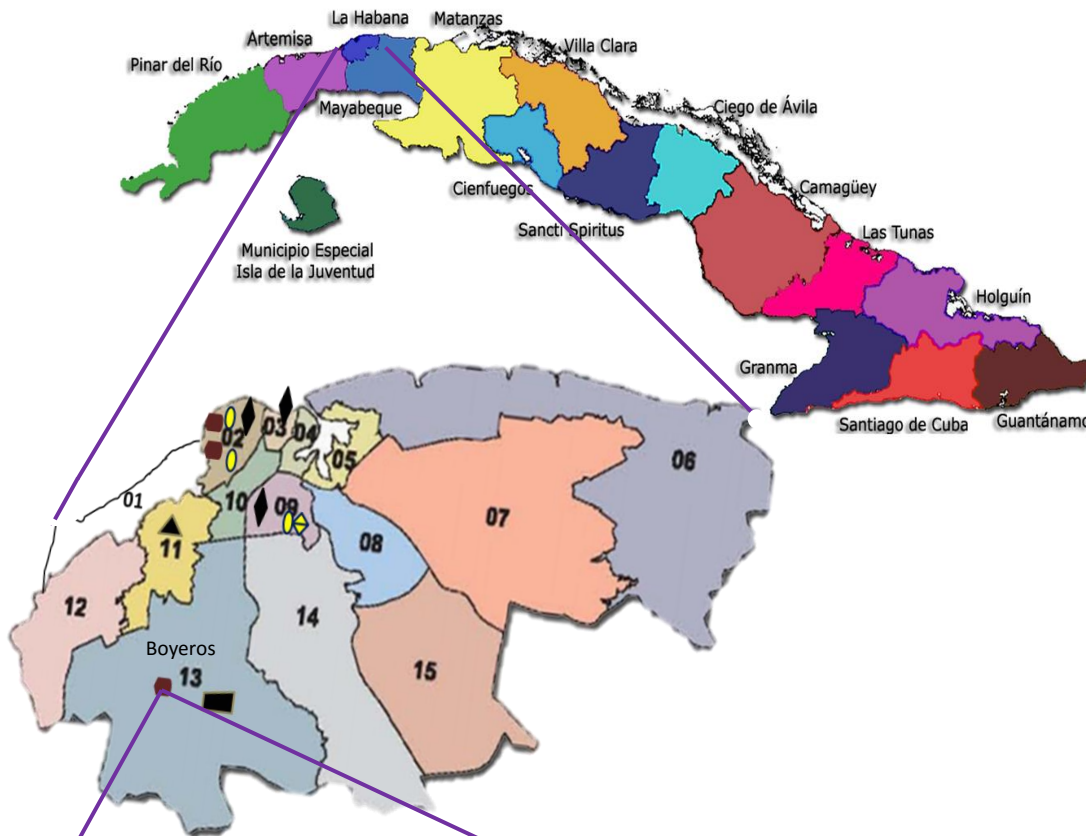 La Habana
Matanzas
Artemisa
Villa Clara
Pinar del Río
Mayabeque
Ciego de Ávila
Cienfuegos
Camagüey
Sancti Spiritus
Las Tunas
Municipio Especial
Isla de la Juventud
Holguín
Granma
Santiago de Cuba
Guantánamo
02
03
04
05
06
01
10
09
07
11
08
12
14
Boyeros
13
15